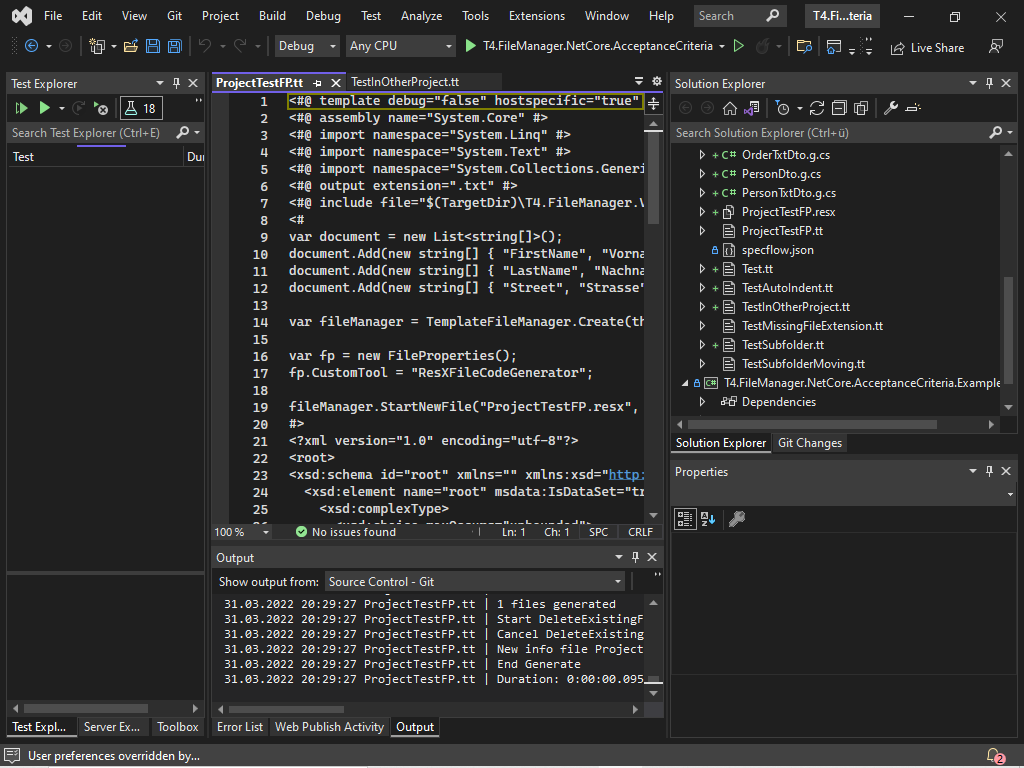 File Edit View Git Project Build Debug Test Analyze Tools Extensions Window Help Search T4.Fi...teria
Debug Any CPU T4.FileManager.NetCore.AcceptanceCriteria Live Share
Test Explorer
18
Search Test Explorer (Ctrl+E)
Test Dur
ProjectTestFP.tt TestInOtherProject.tt
1 <#@ template debug="false" hostspecific="true"
2 <#@ assembly name="System.Core" #>
3 <#@ import namespace="System.Linq" #>
4 <#@ import namespace="System.Text" #>
5 <#@ import namespace="System.Collections.Generi
6 <#@ output extension=".txt" #>
7 <#@ include file="$(TargetDir)\T4.FileManager.V
8 <#
9 var document = new List<string[]>();
10 document.Add(new string[] { "FirstName", "Vorna
11 document.Add(new string[] { "LastName", "Nachna
12 document.Add(new string[] { "Street", "Strasse"
13
14 var fileManager = TemplateFileManager.Create(th
15
16 var fp = new FileProperties();
17 fp.CustomTool = "ResXFileCodeGenerator";
18
19 fileManager.StartNewFile("ProjectTestFP.resx",
20 #>
21 <?xml version="1.0" encoding="utf-8"?>
22 <root>
23 <xsd:schema id="root" xmlns="" xmlns:xsd="http:
24 <xsd:element name="root" msdata:IsDataSet="tr
25 <xsd:complexType>
100 % No issues found Ln: 1 Ch: 1 SPC CRLF
Output
Show output from: Source Control - Git
31.03.2022 20:29:27 ProjectTestFP.tt | 1 files generated
31.03.2022 20:29:27 ProjectTestFP.tt | Start DeleteExistingF
31.03.2022 20:29:27 ProjectTestFP.tt | Cancel DeleteExisting
31.03.2022 20:29:27 ProjectTestFP.tt | New info file Project
31.03.2022 20:29:27 ProjectTestFP.tt | End Generate
31.03.2022 20:29:27 ProjectTestFP.tt | Duration: 0:00:00.095
Solution Explorer
Search Solution Explorer (Ctrl+ü)
C# OrderTxtDto.g.cs
C# PersonDto.g.cs
C# PersonTxtDto.g.cs
ProjectTestFP.resx
ProjectTestFP.tt
specflow.json
Test.tt
TestAutoIndent.tt
TestInOtherProject.tt
TestMissingFileExtension.tt
TestSubfolder.tt
TestSubfolderMoving.tt
C# T4.FileManager.NetCore.AcceptanceCriteria.Example
Dependencies
Solution Explorer Git Changes
Properties
Test Expl... Server Ex... Toolbox Error List Web Publish Activity Output
User preferences overridden by... 2